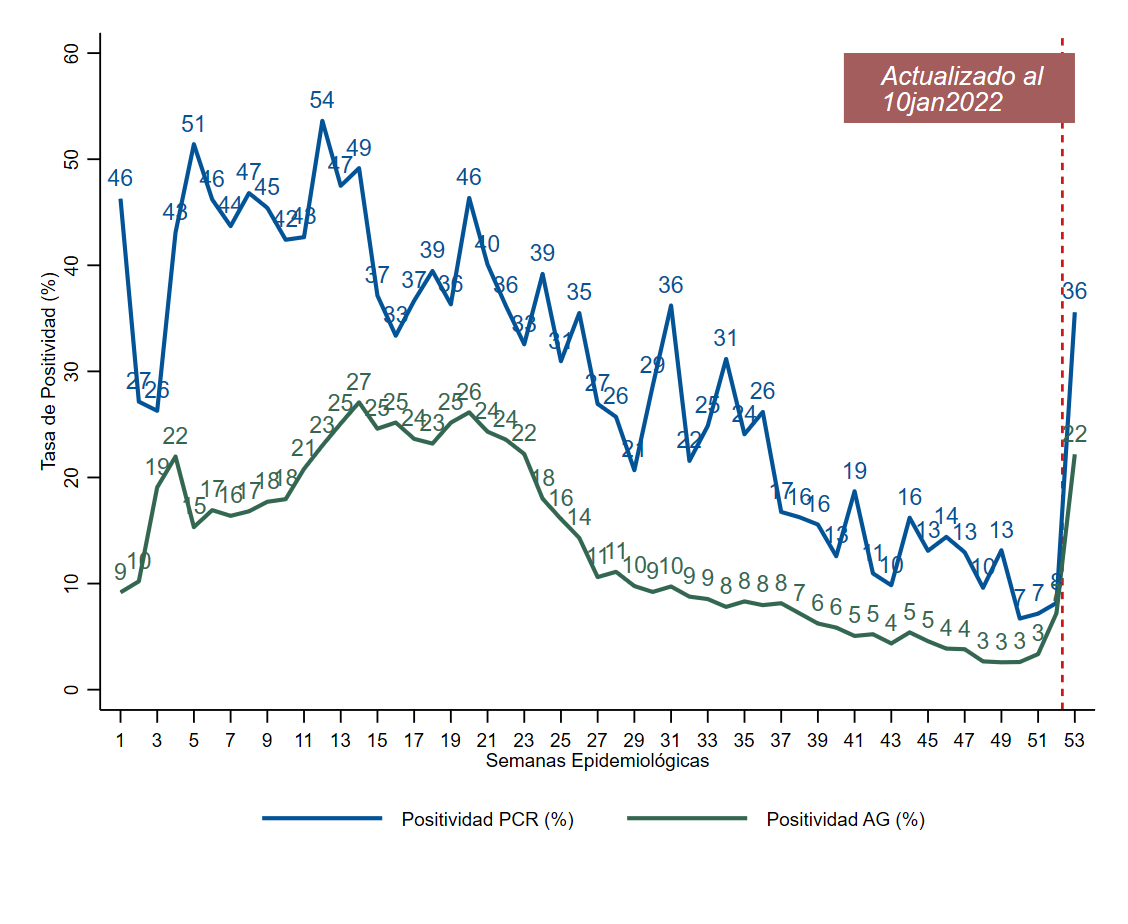 60
50
40
30
20
10
0
Tasa de Positividad (%)
Actualizado al
10jan2022
46 27 26 43 51 46 44 47 45 42 43 54 47 49 37 33 37 39 36 46 40 36 33 39 31 35 27 26 21 29 36 22 25 31 24 26 17 16 16 13 19 11 10 16 13 14 13 10 13 7 7 8 36
9 10 19 22 15 17 16 17 18 18 21 23 25 27 25 25 24 23 25 26 24 24 22 18 16 14 11 11 10 9 10 9 9 8 8 8 8 7 6 6 5 5 4 5 5 4 4 3 3 3 3 22
1 3 5 7 9 11 13 15 17 19 21 23 25 27 29 31 33 35 37 39 41 43 45 47 49 51 53
Semanas Epidemiológicas
Positividad PCR (%) Positividad AG (%)